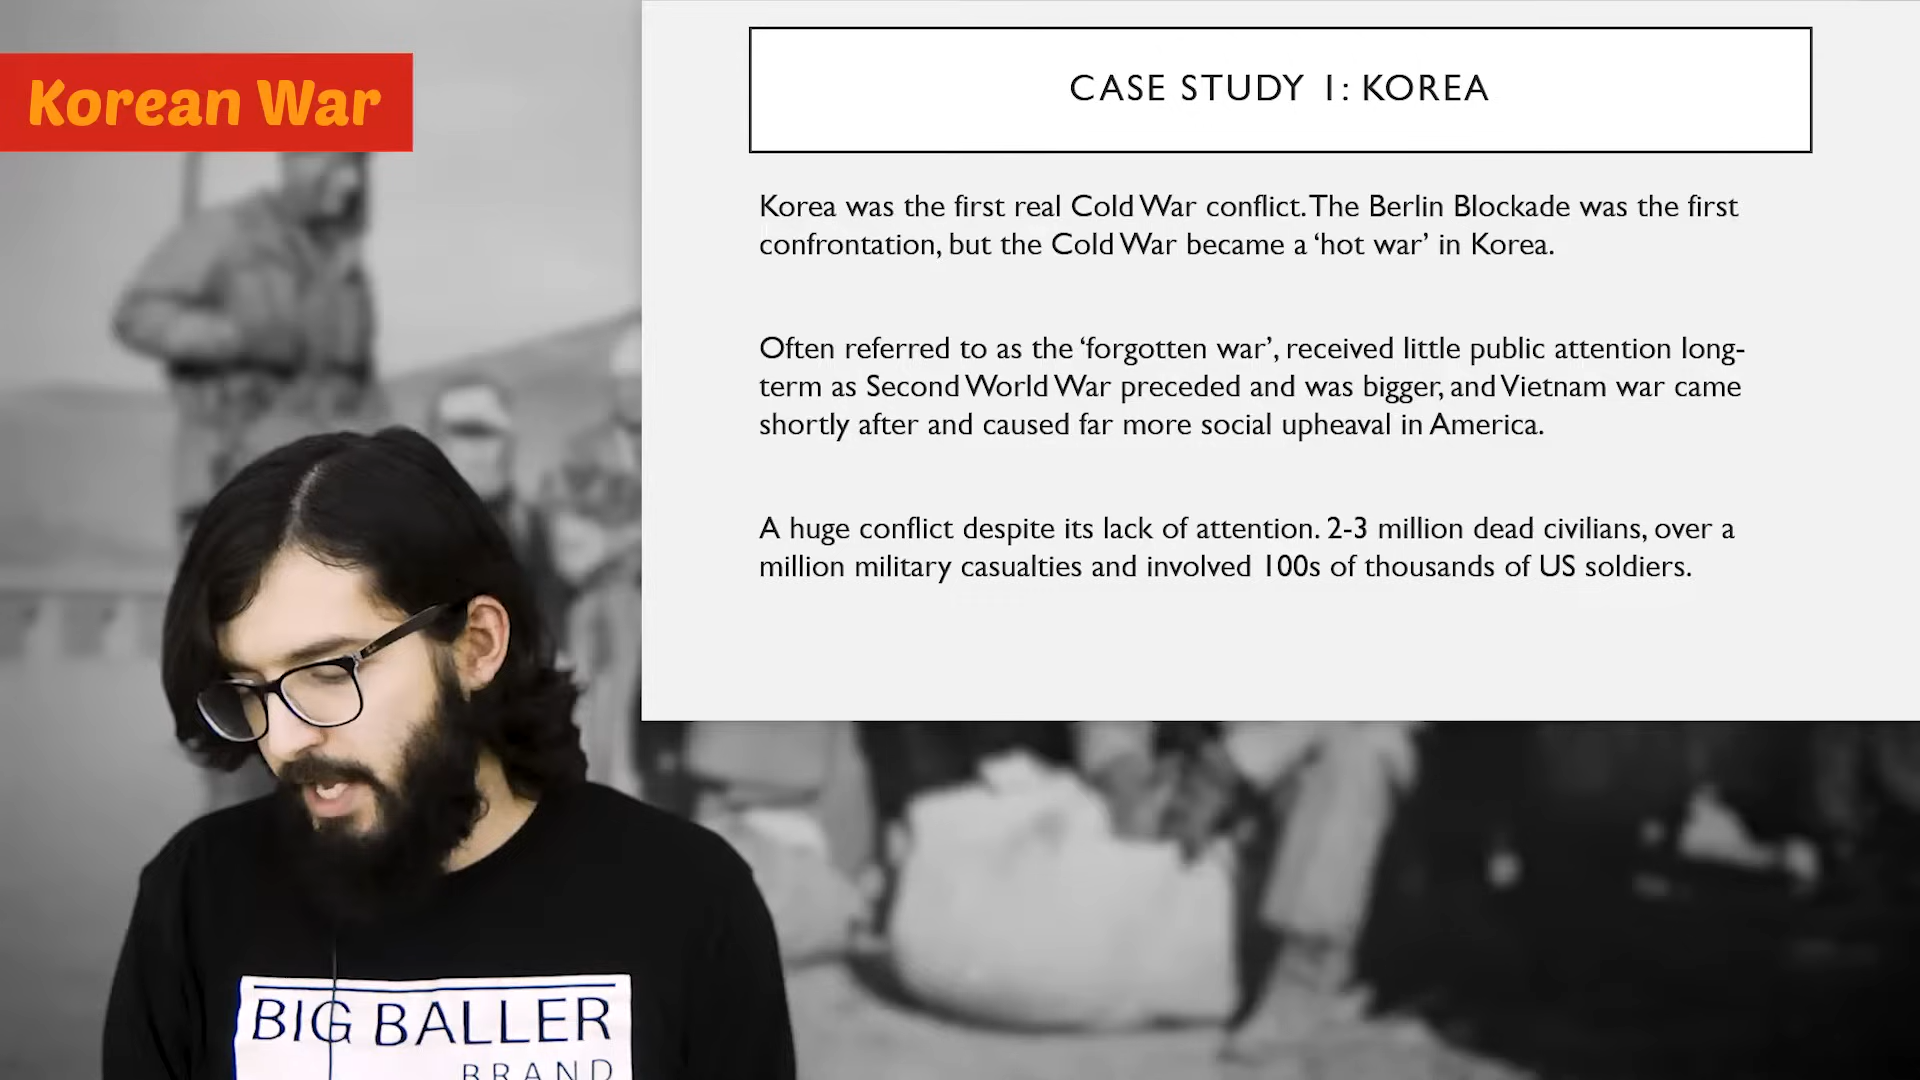 Korean War
CASE STUDY 1: KOREA
Korea was the first real Cold War conflict. The Berlin Blockade was the first
confrontation, but the Cold War became a ‘hot war’ in Korea.
Often referred to as the ‘forgotten war’, received little public attention long-
term as Second World War preceded and was bigger, and Vietnam war came
shortly after and caused far more social upheaval in America.
A huge conflict despite its lack of attention. 2-3 million dead civilians, over a
million military casualties and involved 100s of thousands of US soldiers.
BIG BALLER
BRAND